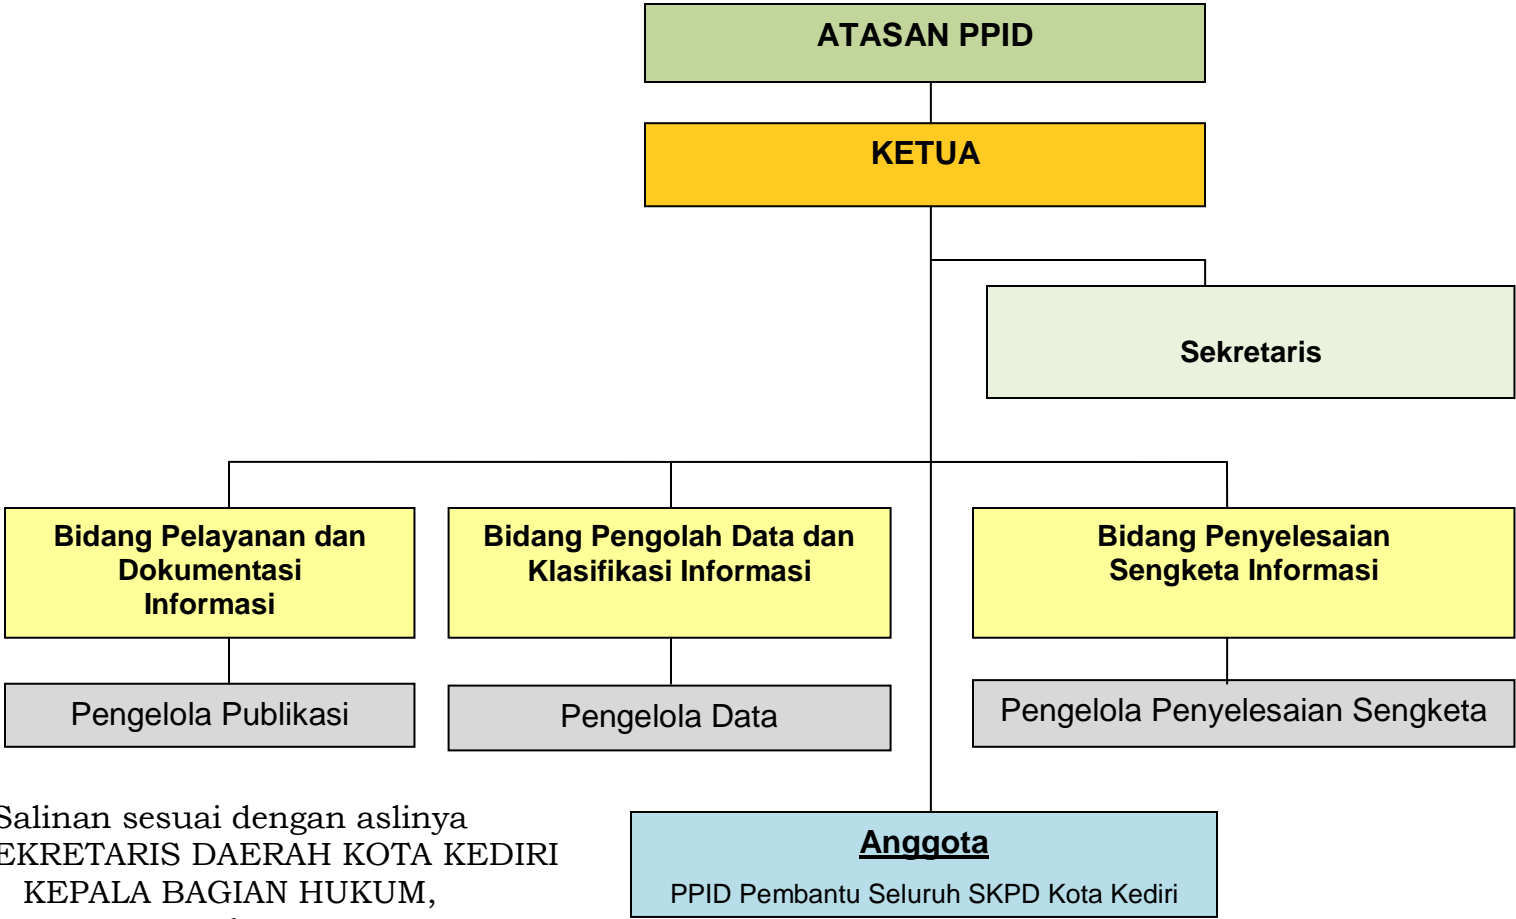 ATASAN PPID
KETUA
Sekretaris
Bidang Pelayanan dan
Dokumentasi
Informasi
Bidang Pengolah Data dan
Klasifikasi Informasi
Bidang Penyelesaian
Sengketa Informasi
Pengelola Publikasi
Pengelola Data
Pengelola Penyelesaian Sengketa
Salinan sesuai dengan aslinya
EKRETARIS DAERAH KOTA KEDIRI
KEPALA BAGIAN HUKUM,
Anggota
PPID Pembantu Seluruh SKPD Kota Kediri